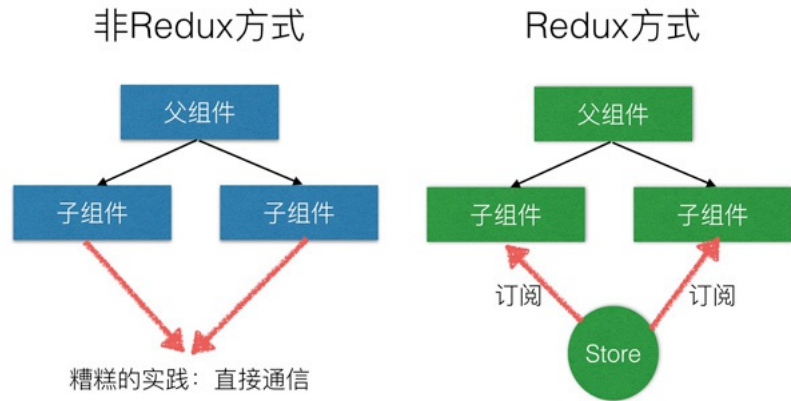 非Redux方式
父组件
子组件
子组件
糟糕的实践：直接通信
Redux方式
父组件
子组件
子组件
订阅
订阅
Store